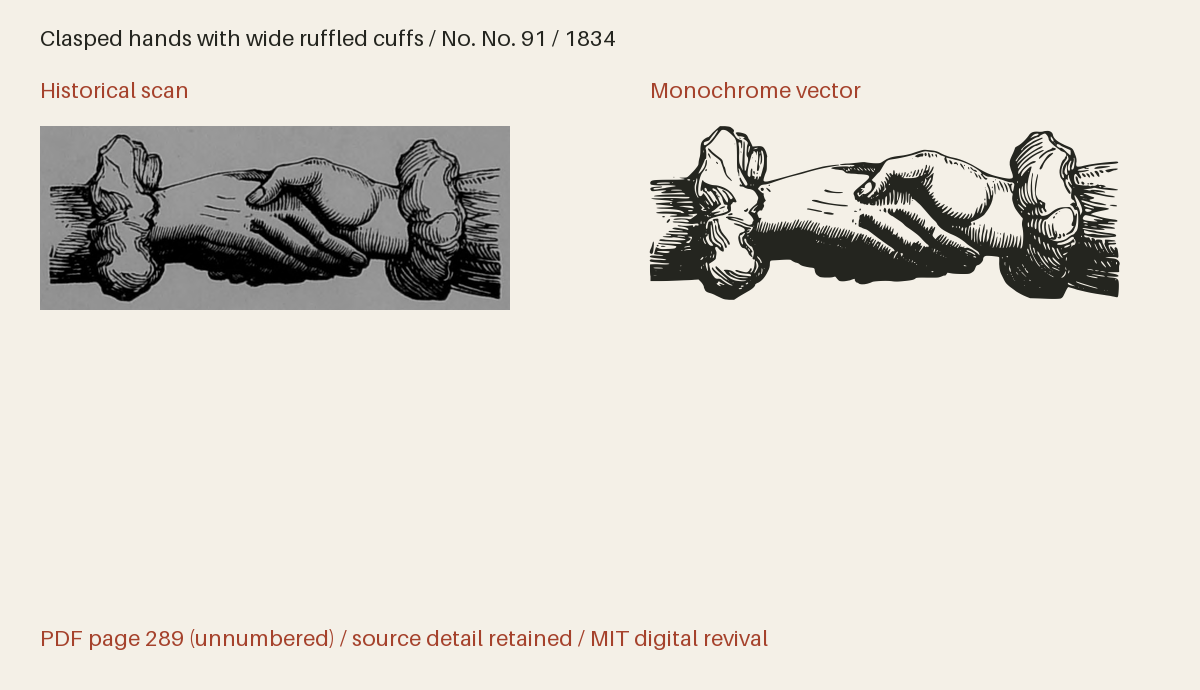 Clasped hands with wide ruffled cuffs / No. No. 91 / 1834
Historical scan
Monochrome vector
PDF page 289 (unnumbered) / source detail retained / MIT digital revival